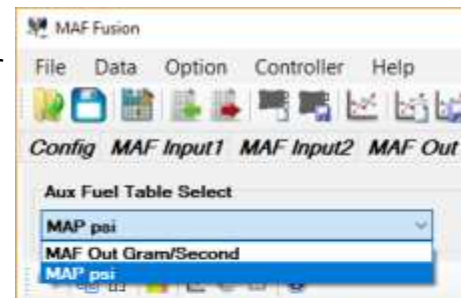 MAF Fusion
File Data Option Controller Help
Config MAF Input1 MAF Input2 MAF Out
Aux Fuel Table Select
MAP psi
MAF Out Gram/Second
MAP psi